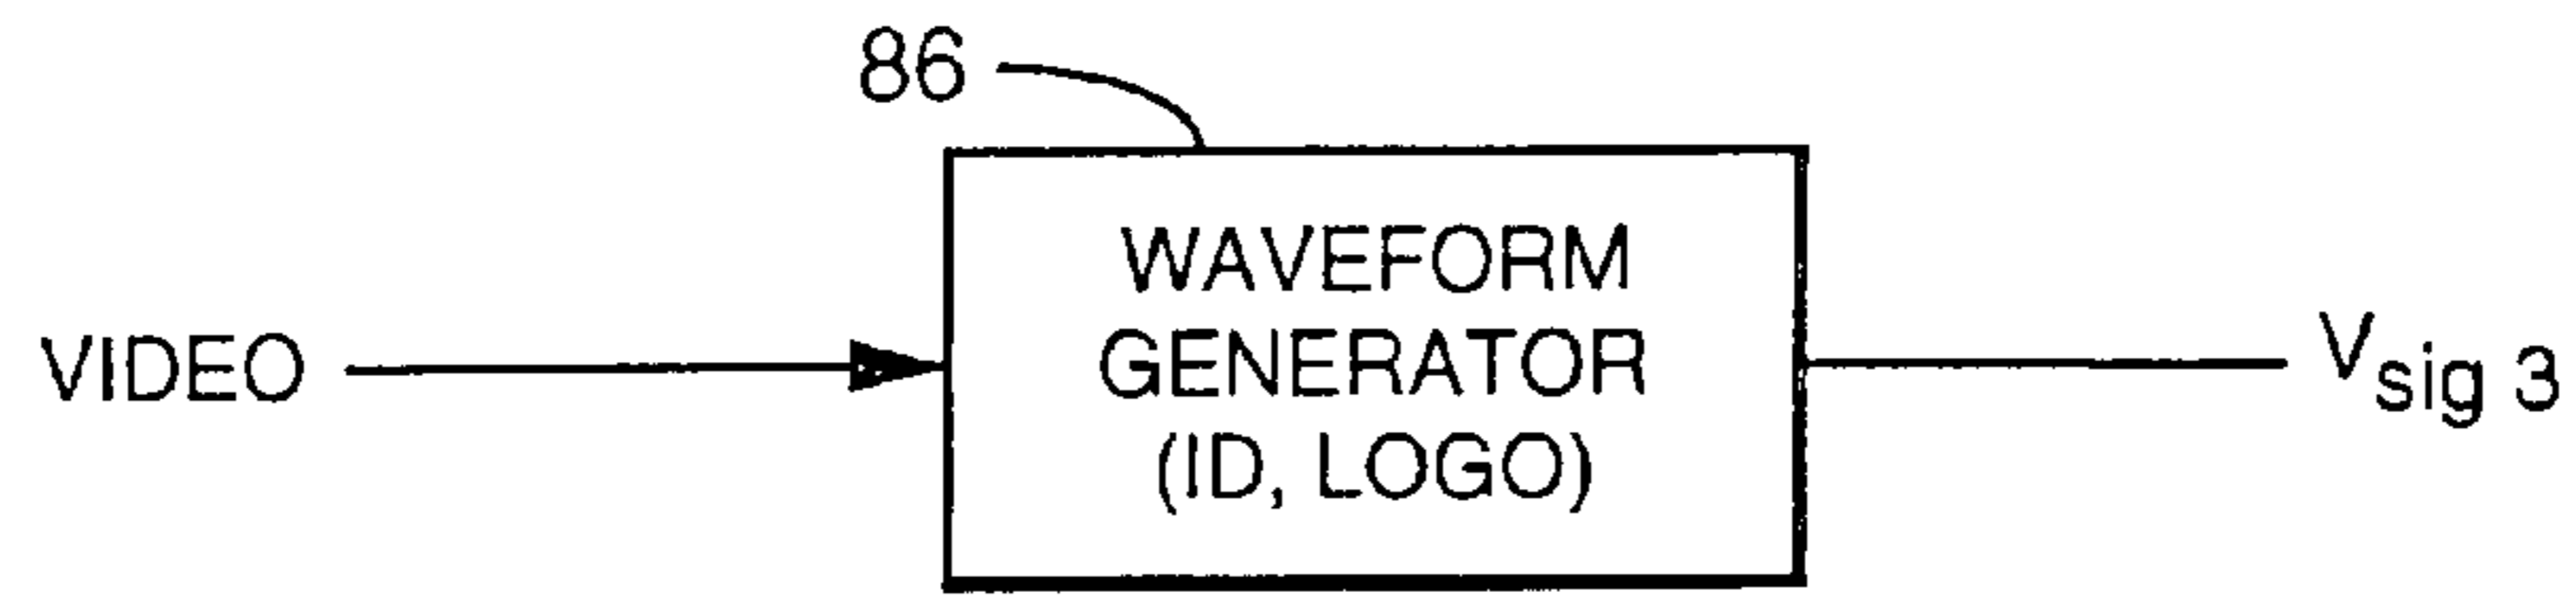 86
WAVEFORM
GENERATOR
(ID, LOGO)
VIDEO
Vsig 3